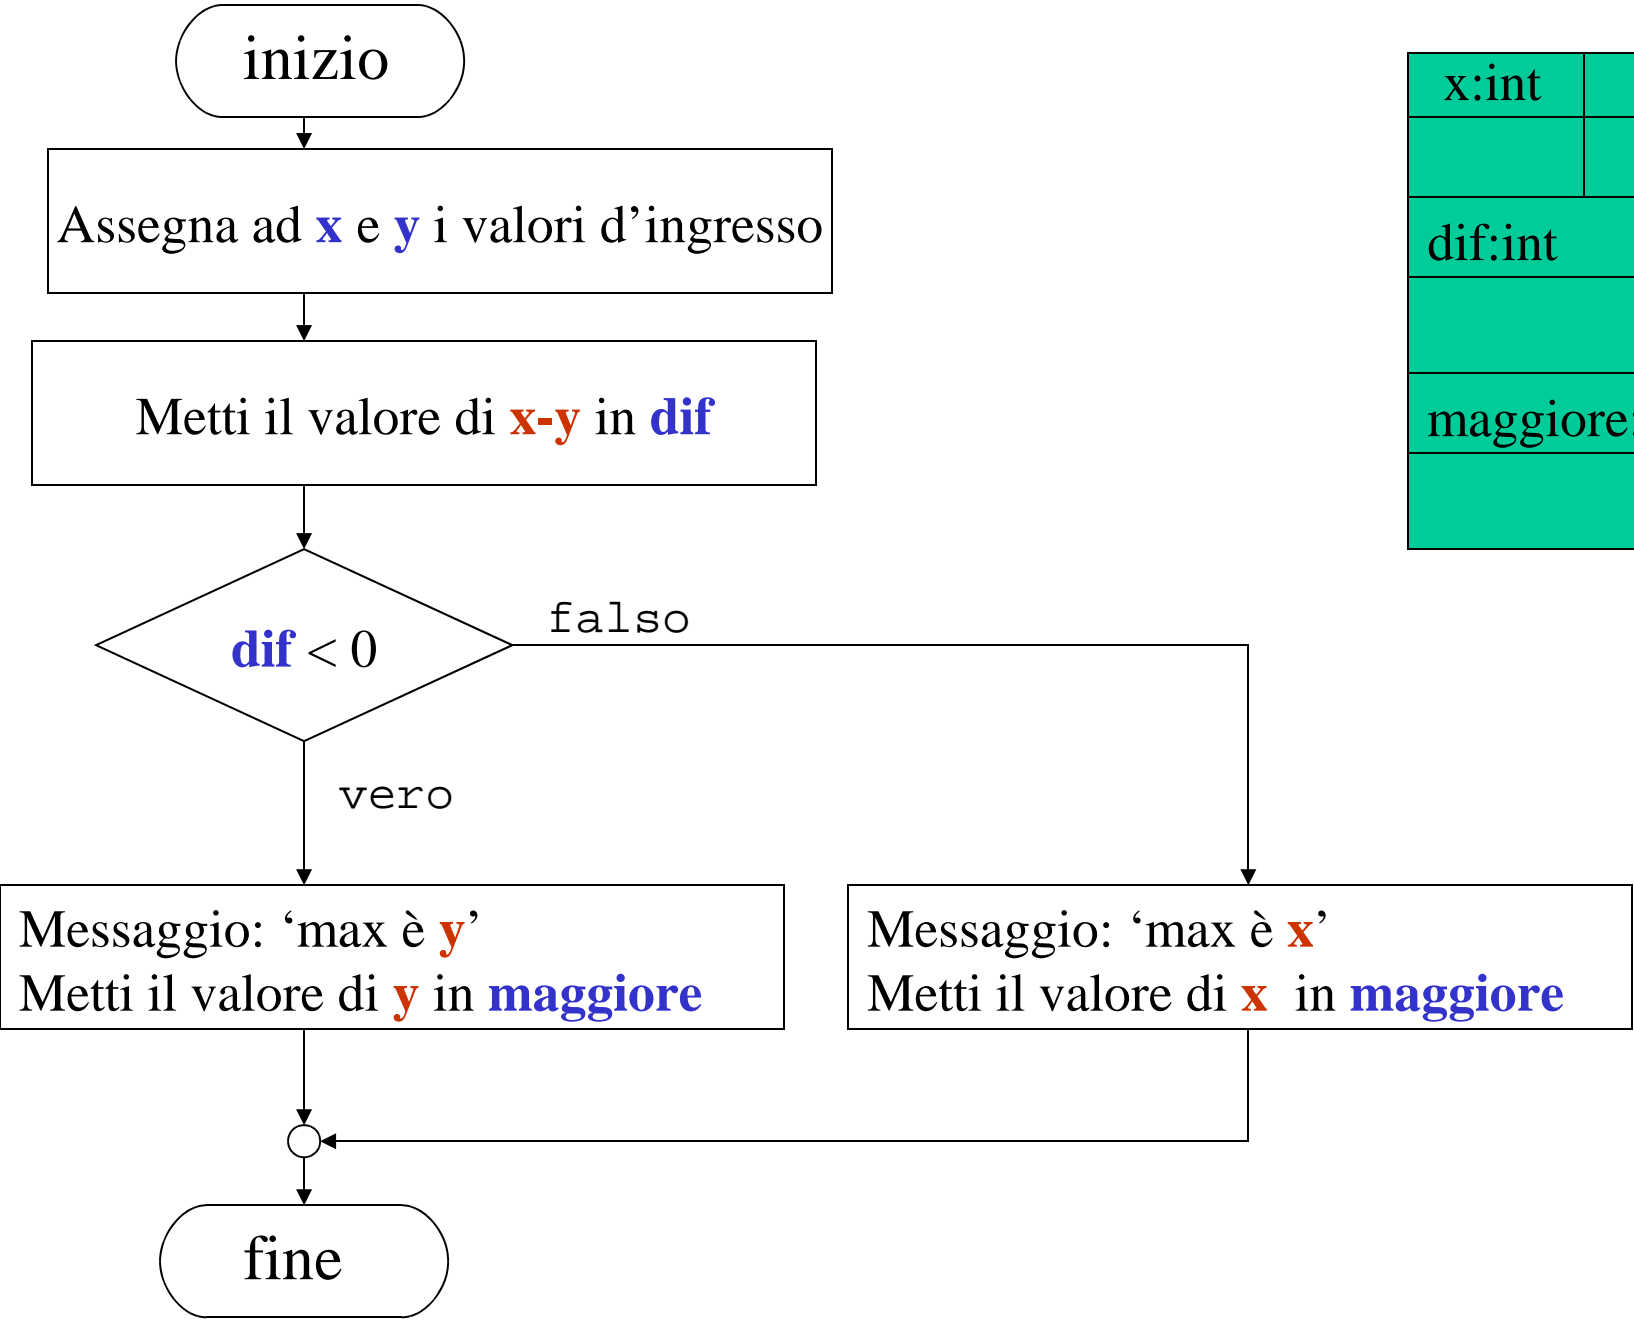 inizio
x:int
Assegna ad x e y i valori d’ingresso
dif:int
Metti il valore di x-y in dif
maggiore:
dif < 0
falso
vero
Messaggio: ‘max è y’
Metti il valore di y in maggiore
Messaggio: ‘max è x’
Metti il valore di x in maggiore
fine